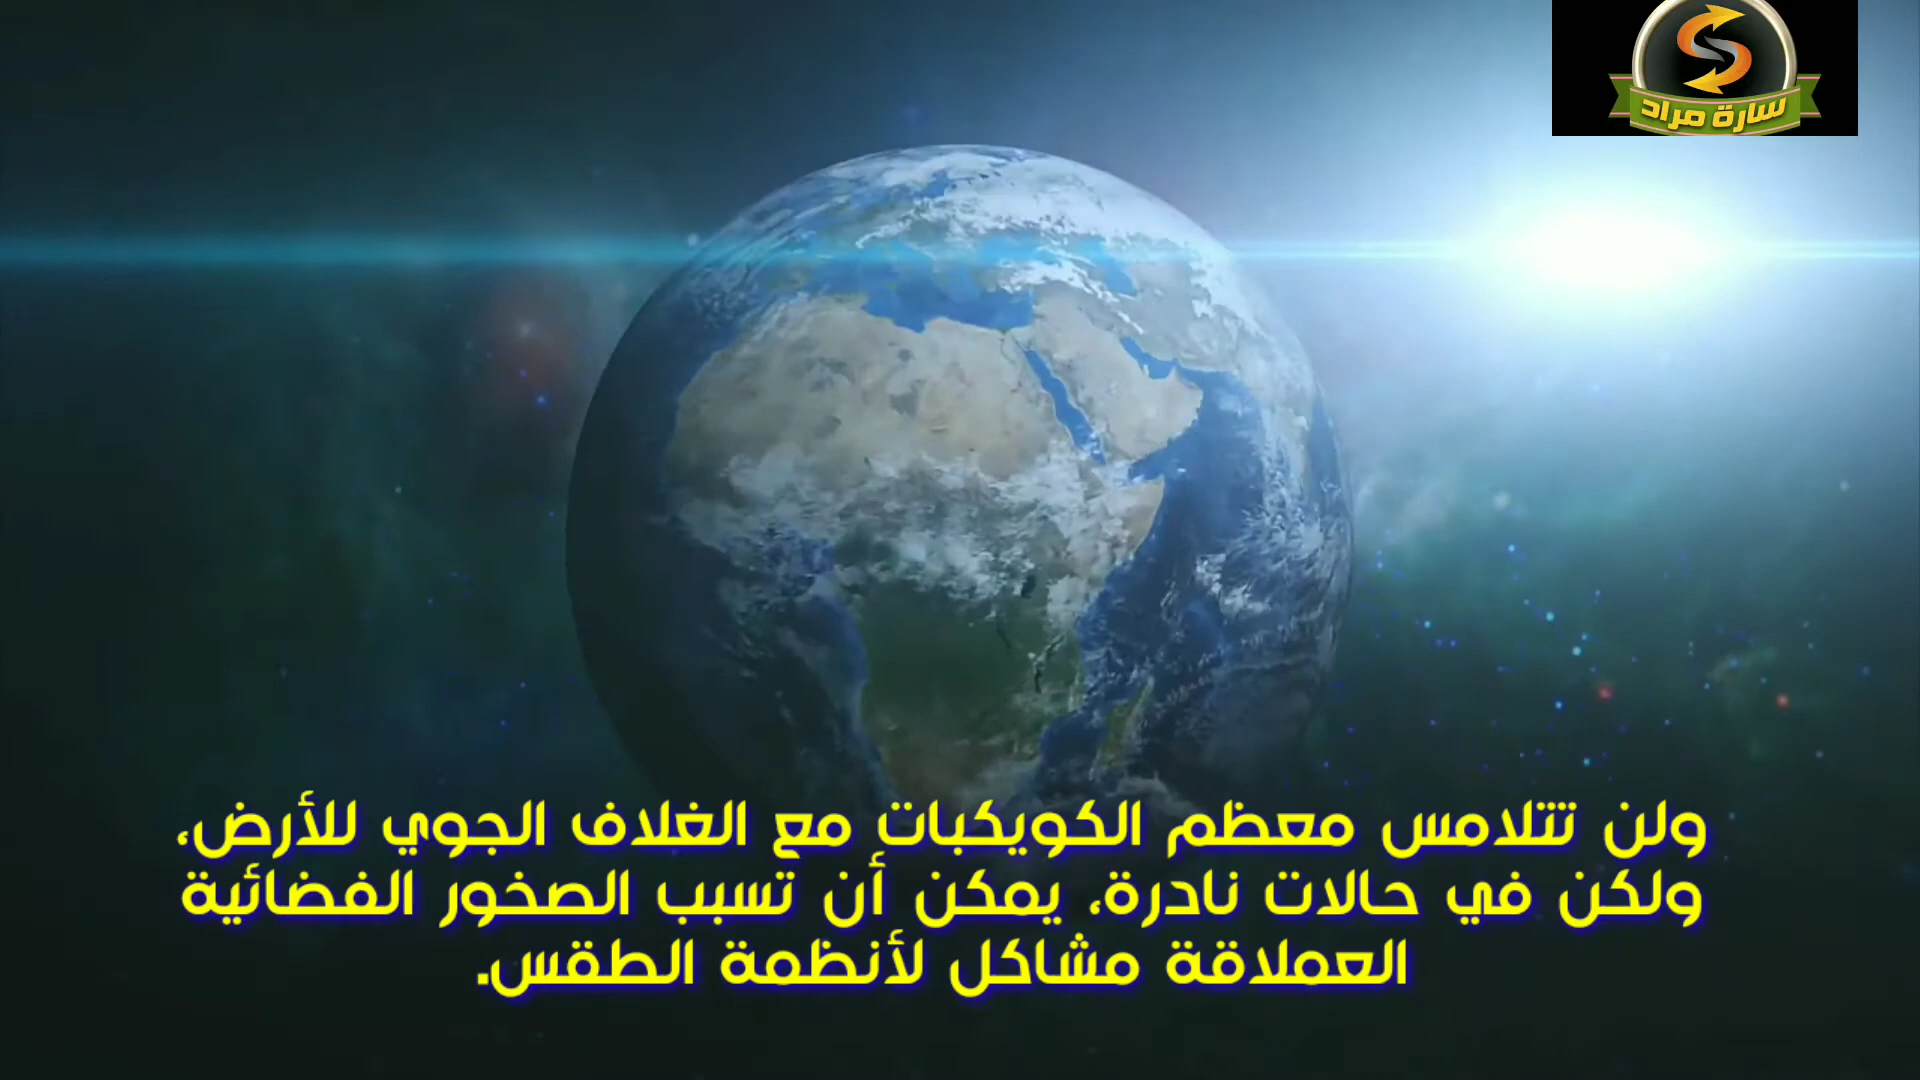 سارة مراد
ولن تتلامس معظم الكويكبات مع الغلاف الجوي للأرض،
ولكن في حالات نادرة، يمكن أن تسبب الصخور الفضائية
العملاقة مشاكل لأنظمة الطقس.